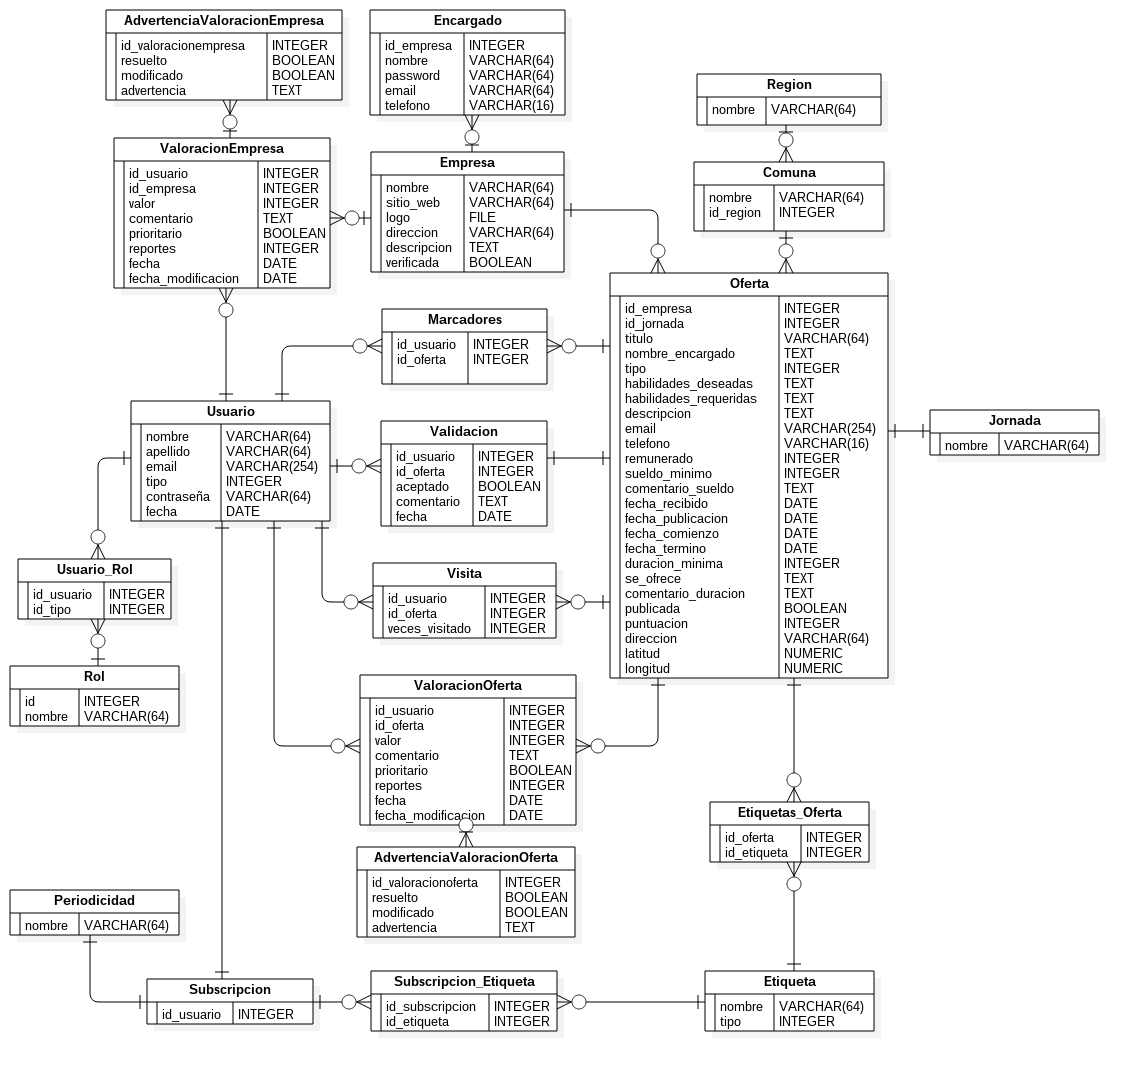 AdvertenciaValoracionEmpresa
id_valoracionempresa INTEGER
resuelto BOOLEAN
modificado BOOLEAN
advertencia TEXT
Encargado
id_empresa INTEGER
nombre VARCHAR(64)
password VARCHAR(64)
email VARCHAR(64)
telefono VARCHAR(16)
Region
nombre VARCHAR(64)
ValoracionEmpresa
id_usuario INTEGER
id_empresa INTEGER
valor INTEGER
comentario TEXT
prioritario BOOLEAN
reportes INTEGER
fecha DATE
fecha_modificacion DATE
Empresa
nombre VARCHAR(64)
sitio_web VARCHAR(64)
logo FILE
direccion VARCHAR(64)
descripcion TEXT
verificada BOOLEAN
Comuna
nombre VARCHAR(64)
id_region INTEGER
Oferta
id_empresa INTEGER
id_jornada INTEGER
titulo VARCHAR(64)
nombre_encargado TEXT
tipo INTEGER
habilidades_deseadas TEXT
habilidades_requeridas TEXT
descripcion TEXT
email VARCHAR(254)
telefono VARCHAR(16)
remunerado INTEGER
sueldo_minimo INTEGER
comentario_sueldo TEXT
fecha_recibido DATE
fecha_publicacion DATE
fecha_comienzo DATE
fecha_termino DATE
duracion_minima INTEGER
se_ofrece TEXT
comentario_duracion TEXT
publicada BOOLEAN
puntuacion INTEGER
direccion VARCHAR(64)
latitud NUMERIC
longitud NUMERIC
Marcadores
id_usuario INTEGER
id_oferta INTEGER
Usuario
nombre VARCHAR(64)
apellido VARCHAR(64)
email VARCHAR(254)
tipo INTEGER
contraseña VARCHAR(64)
fecha DATE
Validacion
id_usuario INTEGER
id_oferta INTEGER
aceptado BOOLEAN
comentario TEXT
fecha DATE
Jornada
nombre VARCHAR(64)
Usuario_Rol
id_usuario INTEGER
id_tipo INTEGER
Visita
id_usuario INTEGER
id_oferta INTEGER
veces_visitado INTEGER
Rol
id INTEGER
nombre VARCHAR(64)
ValoracionOferta
id_usuario INTEGER
id_oferta INTEGER
valor INTEGER
comentario TEXT
prioritario BOOLEAN
reportes INTEGER
fecha DATE
fecha_modificacion DATE
Etiquetas_Oferta
id_oferta INTEGER
id_etiqueta INTEGER
AdvertenciaValoracionOferta
id_valoracionoferta INTEGER
resuelto BOOLEAN
modificado BOOLEAN
advertencia TEXT
Periodicidad
nombre VARCHAR(64)
Subscripcion
id_usuario INTEGER
Subscripcion_Etiqueta
id_subscripcion INTEGER
id_etiqueta INTEGER
Etiqueta
nombre VARCHAR(64)
tipo INTEGER